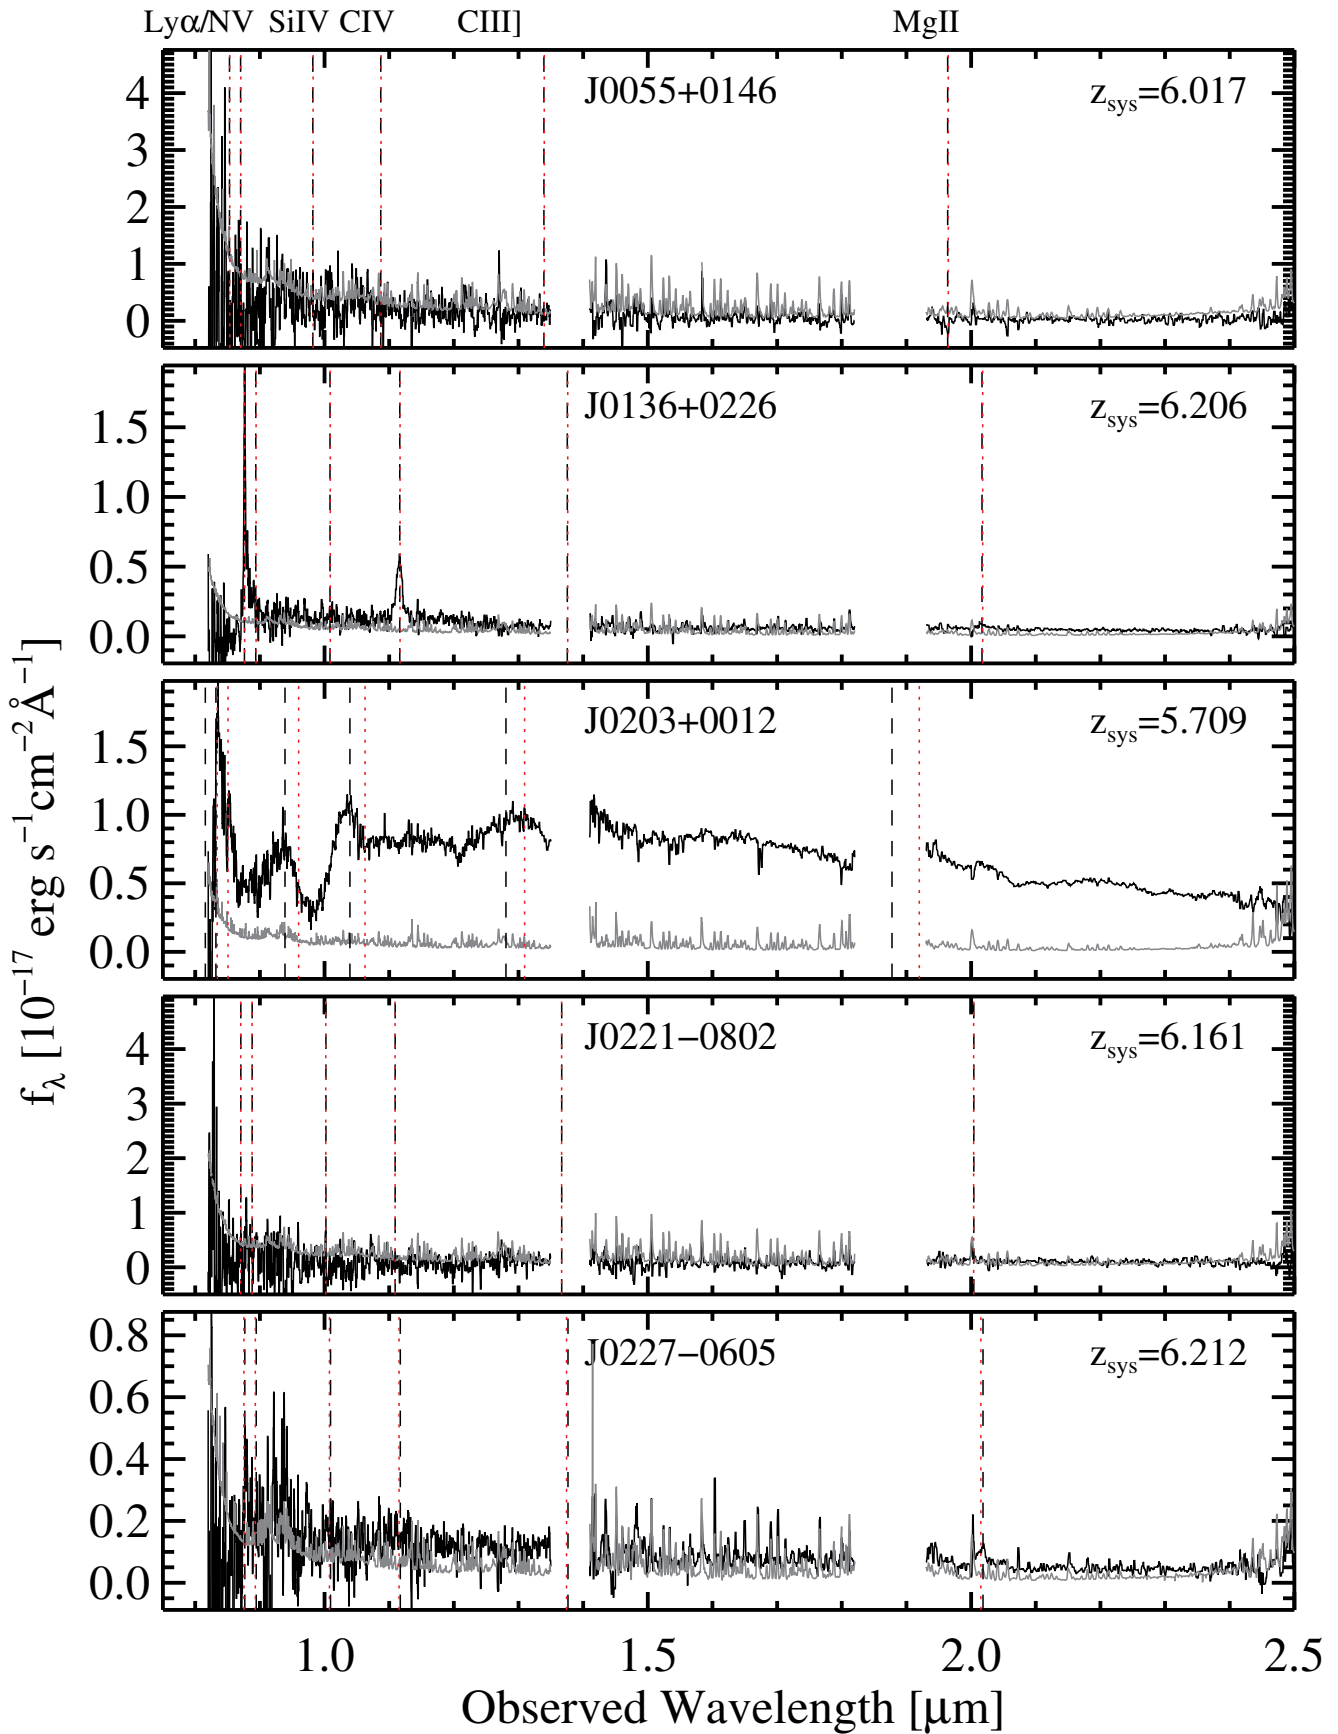 Lyα/NV SiIV CIV CIII] MgII
J0055+0146 z_sys=6.017
4
3
2
1
0
J0136+0226 z_sys=6.206
1.5
1.0
0.5
0.0
J0203+0012 z_sys=5.709
1.5
1.0
0.5
0.0
f_λ [10^−17 erg s^−1cm^−2Å^−1]
J0221−0802 z_sys=6.161
4
3
2
1
0
J0227−0605 z_sys=6.212
0.8
0.6
0.4
0.2
0.0
1.0 1.5 2.0 2.5
Observed Wavelength [μm]